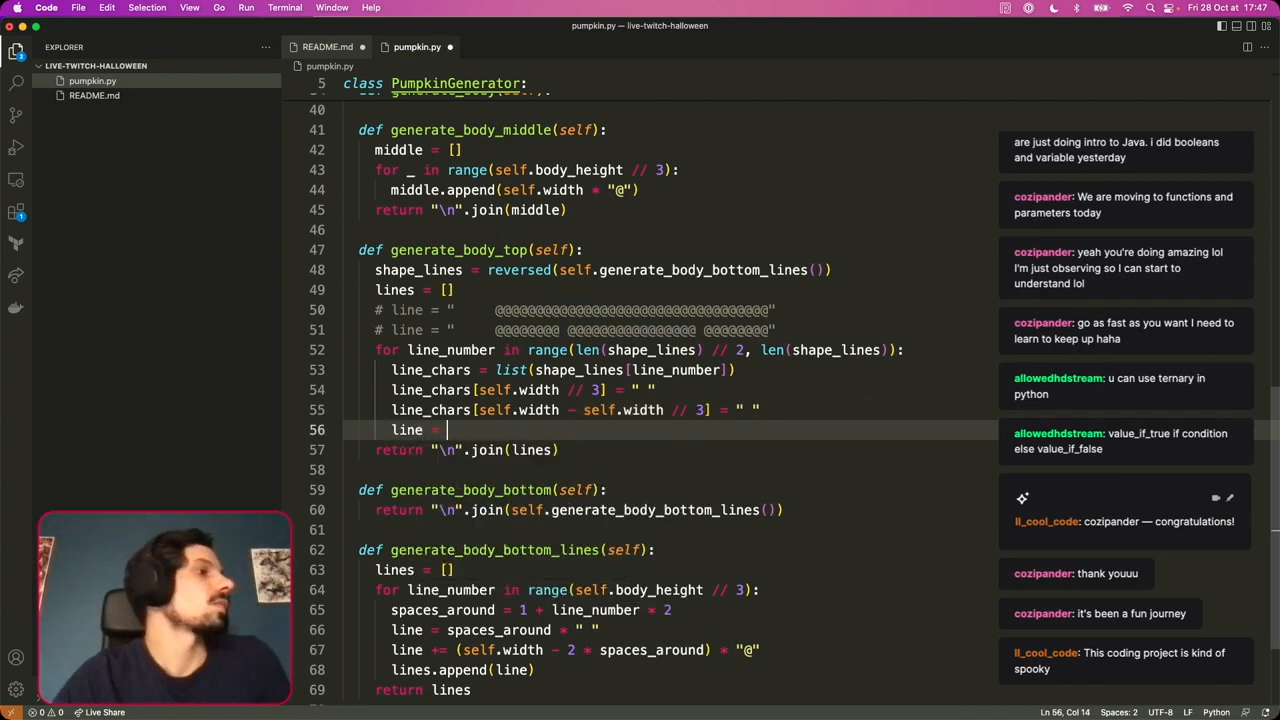 Code File Edit Selection View Go Run Terminal Window Help
Fri 28 Oct at 17:47
pumpkin.py — live-twitch-halloween
EXPLORER
README.md
pumpkin.py
LIVE-TWITCH-HALLOWEEN
pumpkin.py
pumpkin.py
README.md
5 class PumpkinGenerator:
40
41 def generate_body_middle(self):
42 middle = []
43 for _ in range(self.body_height // 3):
44 middle.append(self.width * "@")
45 return "\n".join(middle)
46
47 def generate_body_top(self):
48 shape_lines = reversed(self.generate_body_bottom_lines())
49 lines = []
50 # line = "     @@@@@@@@@@@@@@@@@@@@@@@@@@@@@@@@@@"
51 # line = "     @@@@@@@@ @@@@@@@@@@@@@@@@ @@@@@@@@"
52 for line_number in range(len(shape_lines) // 2, len(shape_lines)):
53 line_chars = list(shape_lines[line_number])
54 line_chars[self.width // 3] = " "
55 line_chars[self.width - self.width // 3] = " "
56 line =
57 return "\n".join(lines)
58
59 def generate_body_bottom(self):
60 return "\n".join(self.generate_body_bottom_lines())
61
62 def generate_body_bottom_lines(self):
63 lines = []
64 for line_number in range(self.body_height // 3):
65 spaces_around = 1 + line_number * 2
66 line = spaces_around * " "
67 line += (self.width - 2 * spaces_around) * "@"
68 lines.append(line)
69 return lines
are just doing intro to Java. i did booleans
and variable yesterday
cozipander: We are moving to functions and
parameters today
cozipander: yeah you're doing amazing lol
I'm just observing so I can start to
understand lol
cozipander: go as fast as you want I need to
learn to keep up haha
allowedhdstream: u can use ternary in
python
allowedhdstream: value_if_true if condition
else value_if_false
ll_cool_code: cozipander — congratulations!
cozipander: thank youuu
cozipander: it's been a fun journey
ll_cool_code: This coding project is kind of
spooky
2
1
0 0 Live Share
Ln 56, Col 14 Spaces: 2 UTF-8 LF Python